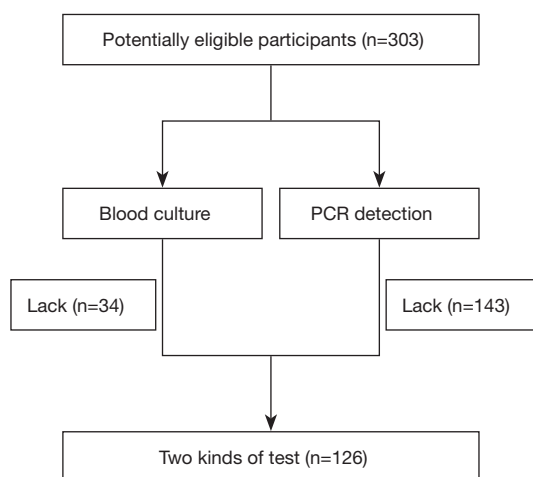 Potentially eligible participants (n=303)
Blood culture
PCR detection
Lack (n=34)
Lack (n=143)
Two kinds of test (n=126)